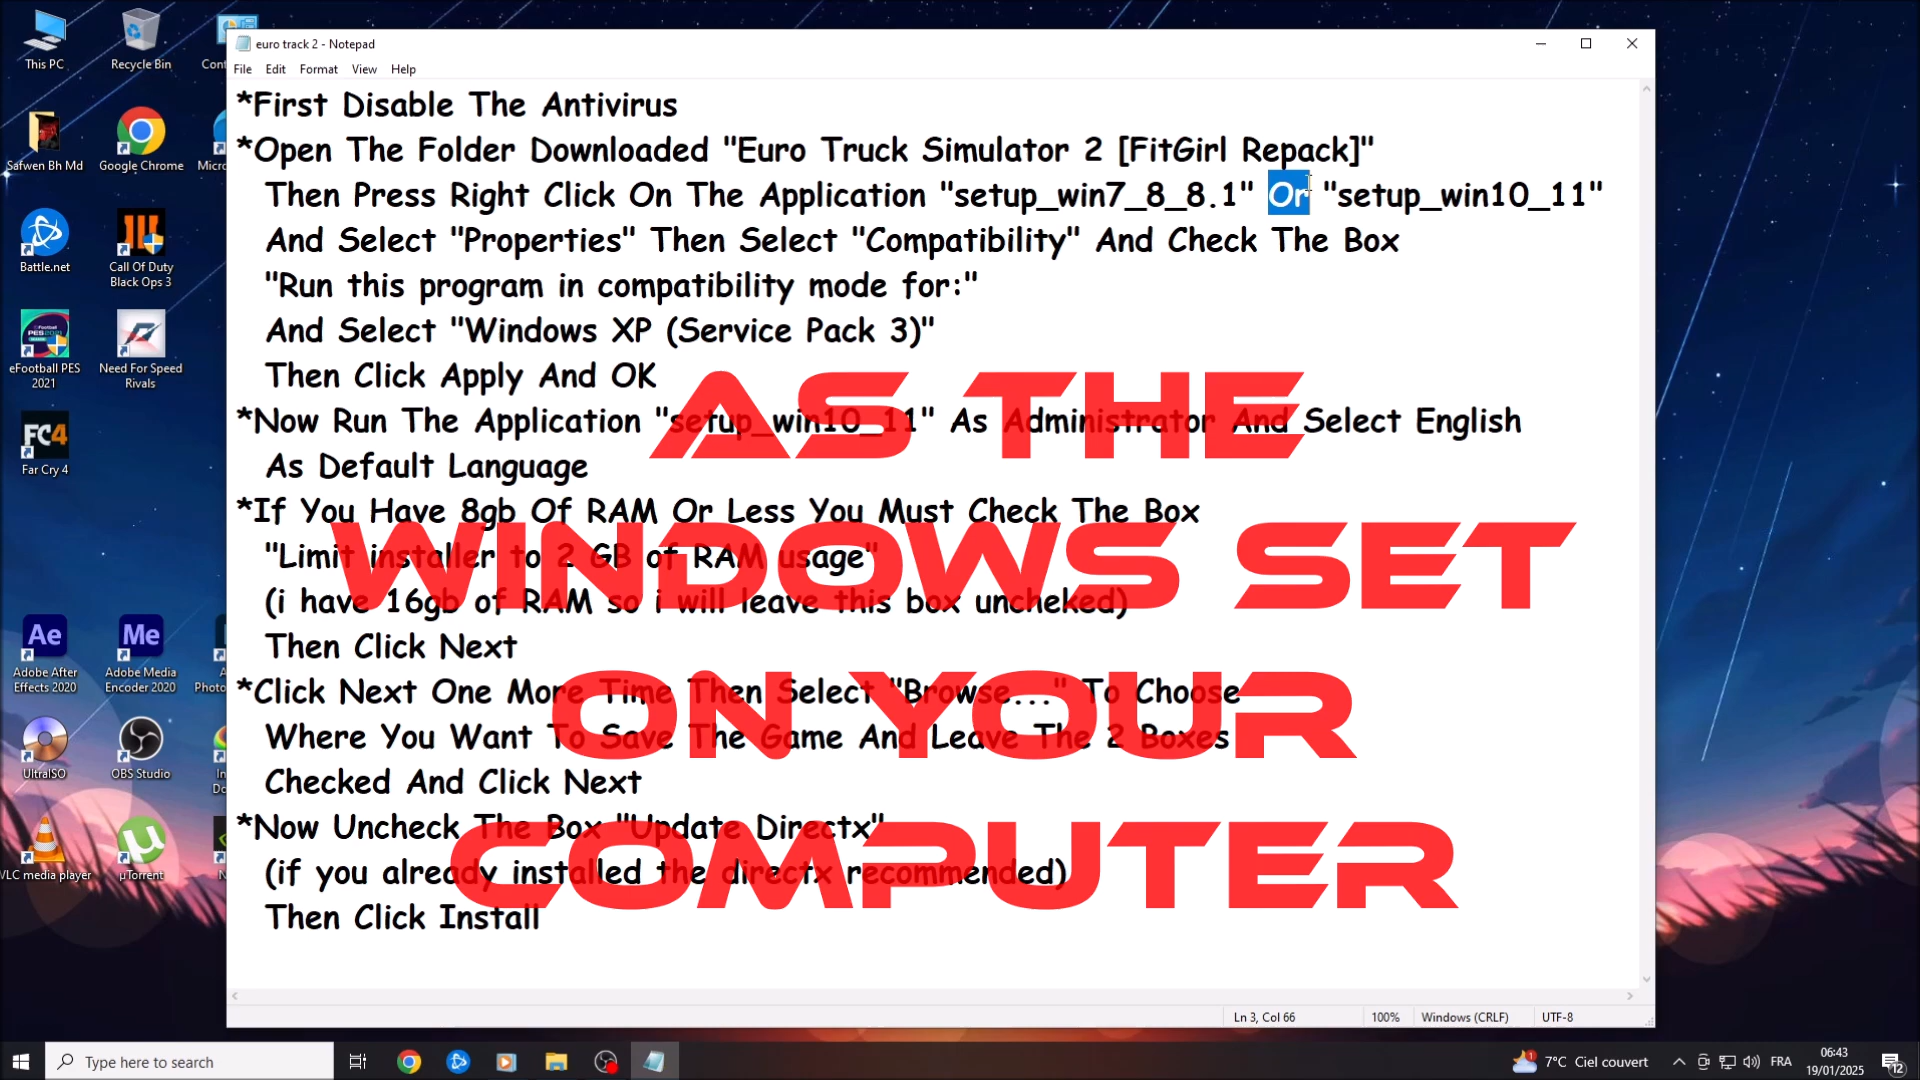 This PC
Recycle Bin
Cont
Safwen Bh Md
Google Chrome
Micro
Battle.net
Call Of Duty
Black Ops 3
eFootball PES
2021
Need For Speed
Rivals
FC4
Far Cry 4
Ae
Me
Adobe After
Effects 2020
Adobe Media
Encoder 2020
A
Photo
UltraISO
OBS Studio
In
Do
VLC media player
µTorrent
N
euro track 2 - Notepad
File Edit Format View Help
*First Disable The Antivirus
*Open The Folder Downloaded "Euro Truck Simulator 2 [FitGirl Repack]"
Then Press Right Click On The Application "setup_win7_8_8.1" Or "setup_win10_11"
And Select "Properties" Then Select "Compatibility" And Check The Box
"Run this program in compatibility mode for:"
And Select "Windows XP (Service Pack 3)"
Then Click Apply And OK
*Now Run The Application "setup_win10_11" As Administrator And Select English
As Default Language
*If You Have 8gb Of RAM Or Less You Must Check The Box
"Limit installer to 2 GB of RAM usage"
(i have 16gb of RAM so i will leave this box uncheked)
Then Click Next
*Click Next One More Time Then Select "Browse..." To Choose
Where You Want To Save The Game And Leave The 2 Boxes
Checked And Click Next
*Now Uncheck The Box "Update Directx"
(if you already installed the directx recommended)
Then Click Install
AS THE
WINDOWS SET
ON YOUR
COMPUTER
Ln 3, Col 66
100%
Windows (CRLF)
UTF-8
Type here to search
7°C Ciel couvert
FRA
06:43
19/01/2025
12